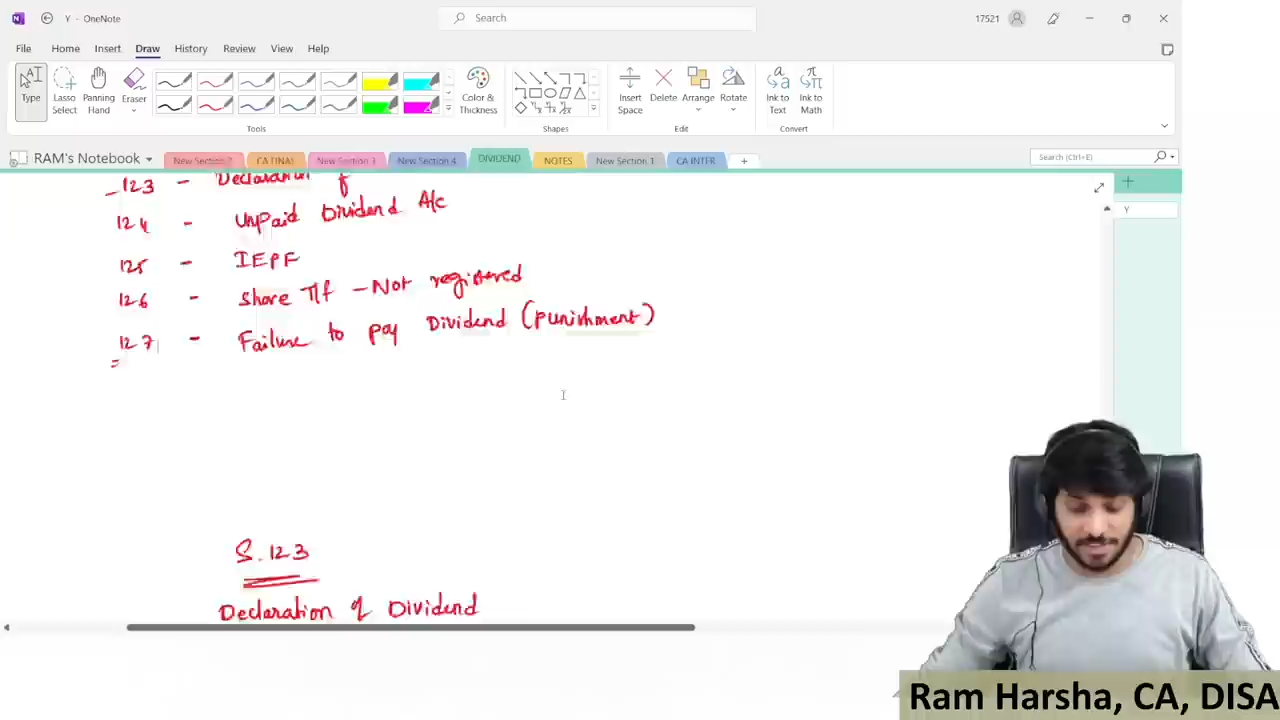 Y - OneNote
Search
17521
File Home Insert Draw History Review View Help
Type
Lasso Select
Panning Hand
Eraser
Color & Thickness
Insert Space
Delete
Arrange
Rotate
Ink to Text
Ink to Math
Tools
Shapes
Edit
Convert
RAM's Notebook
New Section 2
CA FINAL
New Section 3
New Section 4
DIVIDEND
NOTES
New Section 1
CA INTER
Search (Ctrl+E)
Y
123 - Declaration of
124 - Unpaid Dividend A/c
125 - IEPF
126 - Share T/f - Not registered
127 - Failure to pay Dividend (punishment)
S. 123
Declaration of Dividend
Ram Harsha, CA, DISA